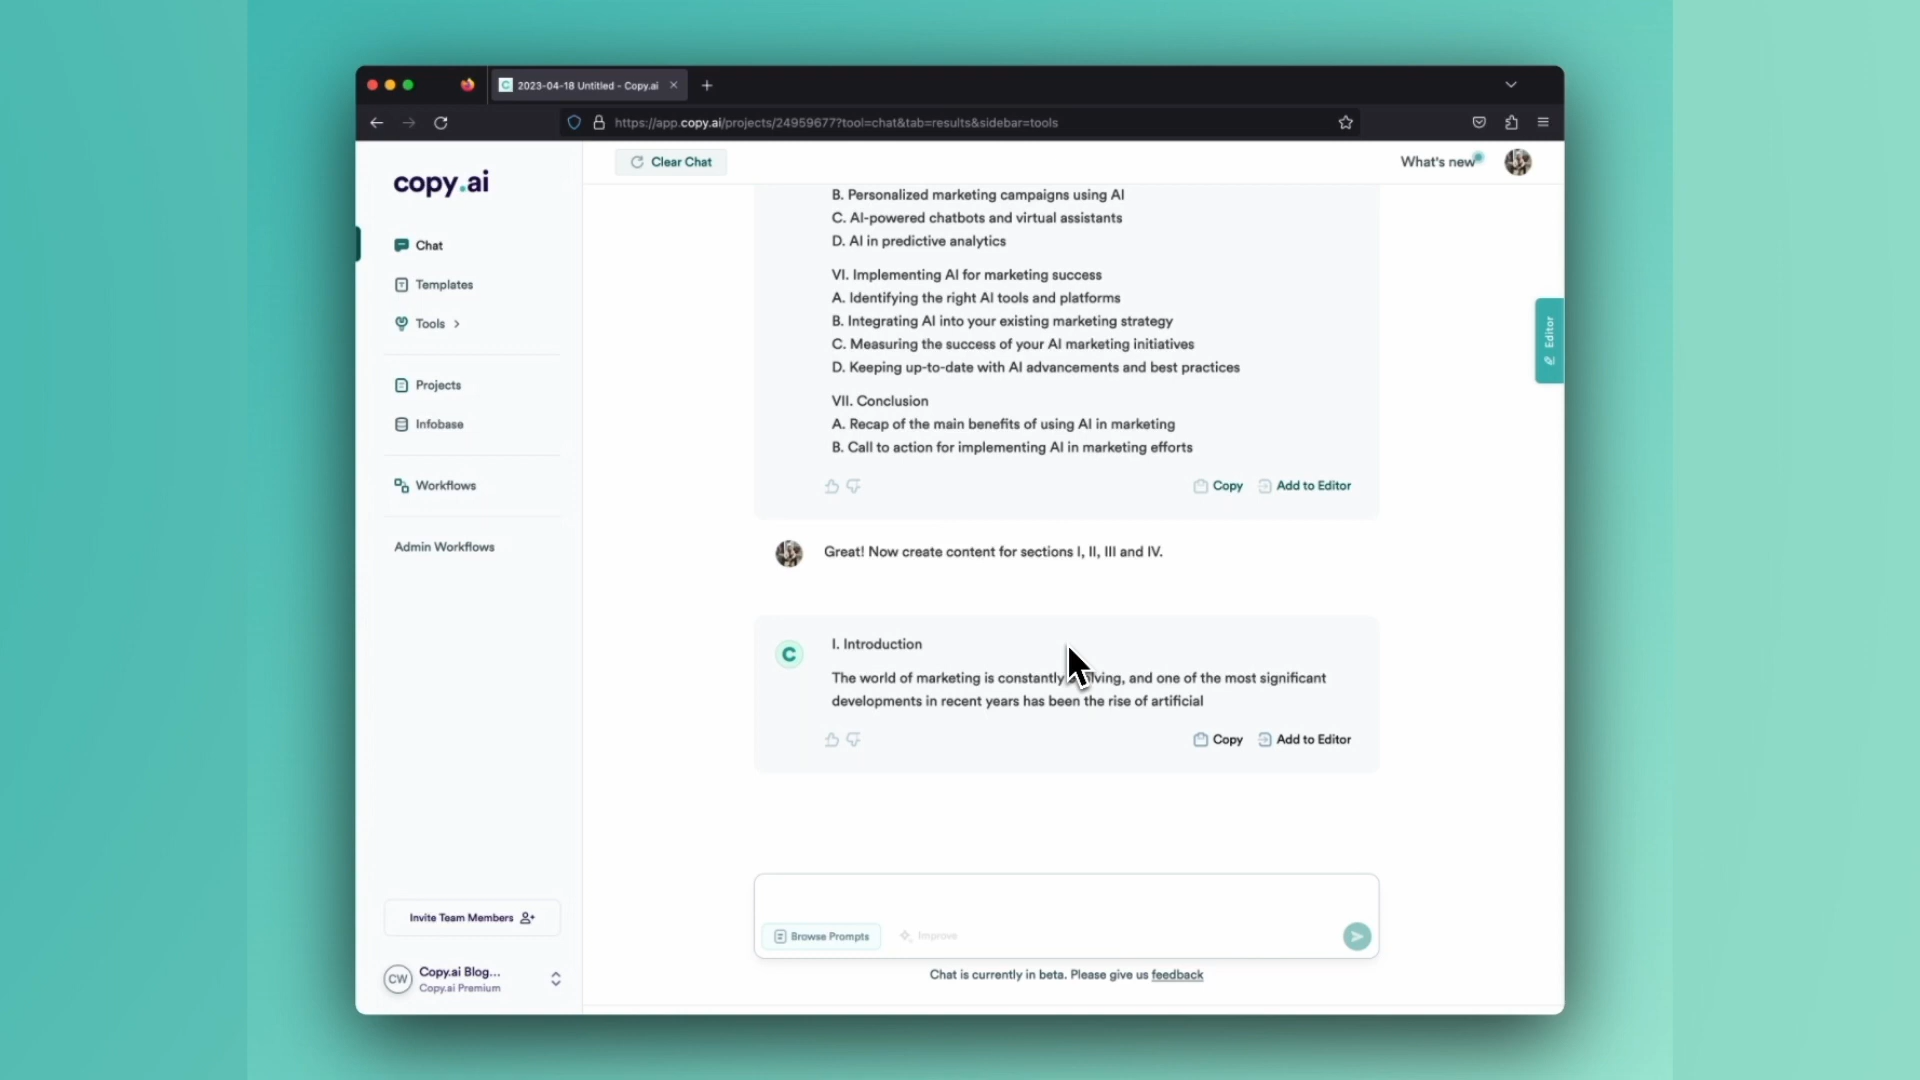 2023-04-18 Untitled - Copy.ai
https://app.copy.ai/projects/24959677?tool=chat&tab=results&sidebar=tools
copy.ai
Chat
Templates
Tools
Projects
Infobase
Workflows
Admin Workflows
Invite Team Members
CW
Copy.ai Blog...
Copy.ai Premium
Clear Chat
What's new
Editor
B. Personalized marketing campaigns using AI
C. AI-powered chatbots and virtual assistants
D. AI in predictive analytics
VI. Implementing AI for marketing success
A. Identifying the right AI tools and platforms
B. Integrating AI into your existing marketing strategy
C. Measuring the success of your AI marketing initiatives
D. Keeping up-to-date with AI advancements and best practices
VII. Conclusion
A. Recap of the main benefits of using AI in marketing
B. Call to action for implementing AI in marketing efforts
Copy
Add to Editor
Great! Now create content for sections I, II, III and IV.
C
I. Introduction
The world of marketing is constantly lving, and one of the most significant
developments in recent years has been the rise of artificial
Copy
Add to Editor
Browse Prompts
Improve
Chat is currently in beta. Please give us feedback